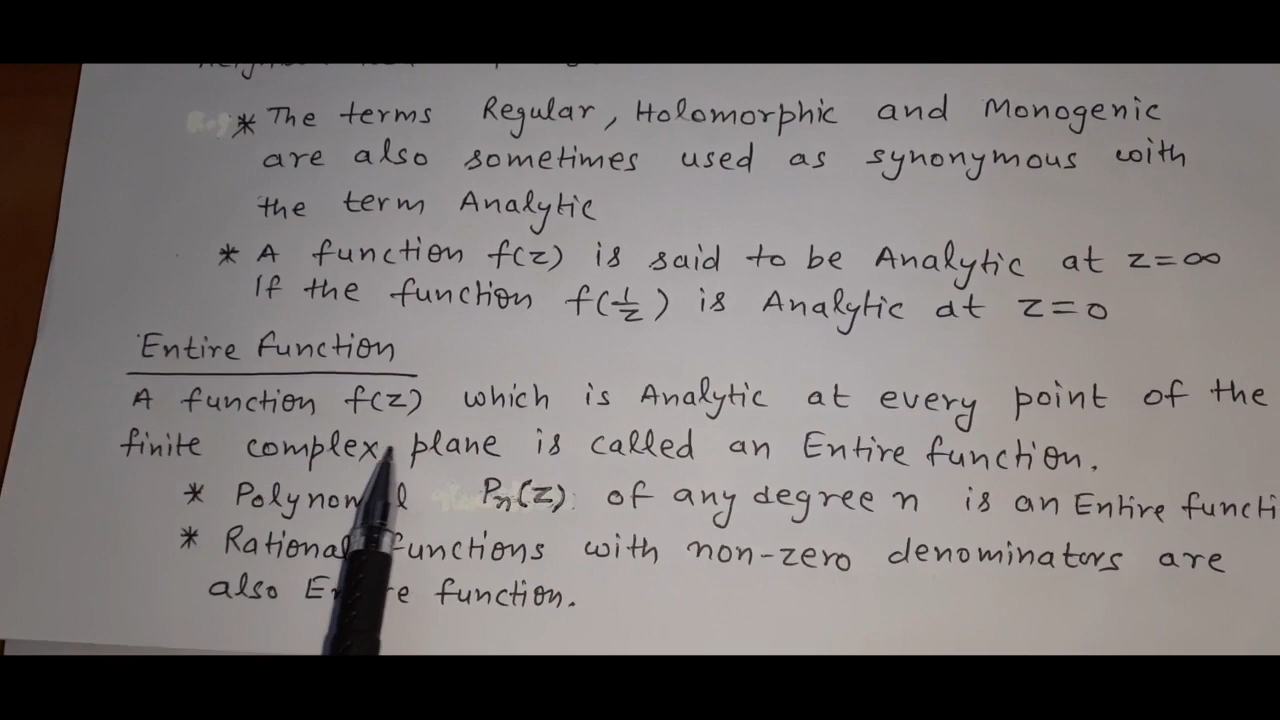 * The terms Regular, Holomorphic and Monogenic
are also sometimes used as synonymous with
the term Analytic
* A function f(z) is said to be Analytic at z=∞
If the function f(1/z) is Analytic at z=0
Entire function
A function f(z) which is Analytic at every point of the
finite complex plane is called an Entire function.
* Pn(z) of any degree n is an Entire functi
* Rational functions with non-zero denominators are
also function.